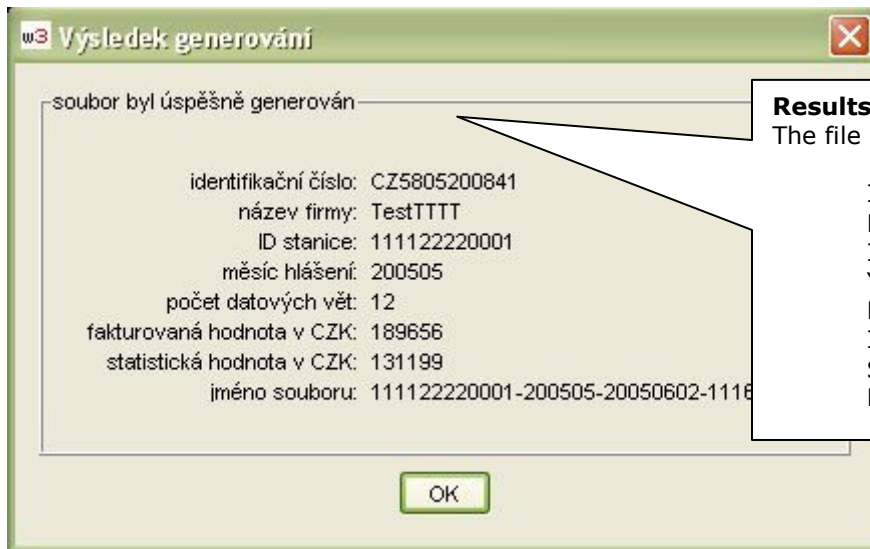 w3 Výsledek generování
soubor byl úspěšně generován
identifikační číslo: CZ5805200841
název firmy: TestTTTT
ID stanice: 111122220001
měsíc hlášení: 200505
počet datových vět: 12
fakturovaná hodnota v CZK: 189656
statistická hodnota v CZK: 131199
jméno souboru: 111122220001-200505-20050602-1116
OK
Results
The file